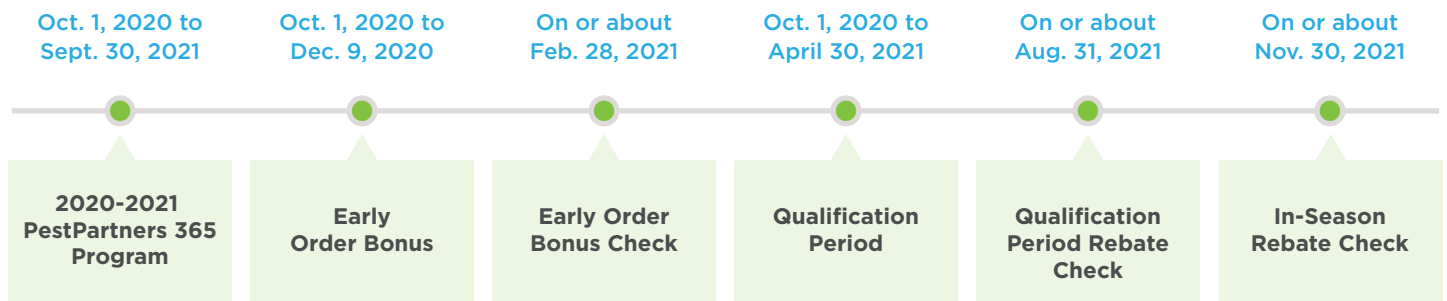 Oct. 1, 2020 to
Sept. 30, 2021
Oct. 1, 2020 to
Dec. 9, 2020
On or about
Feb. 28, 2021
Oct. 1, 2020 to
April 30, 2021
On or about
Aug. 31, 2021
On or about
Nov. 30, 2021
2020-2021
PestPartners 365
Program
Early
Order Bonus
Early Order
Bonus Check
Qualification
Period
Qualification
Period Rebate
Check
In-Season
Rebate Check